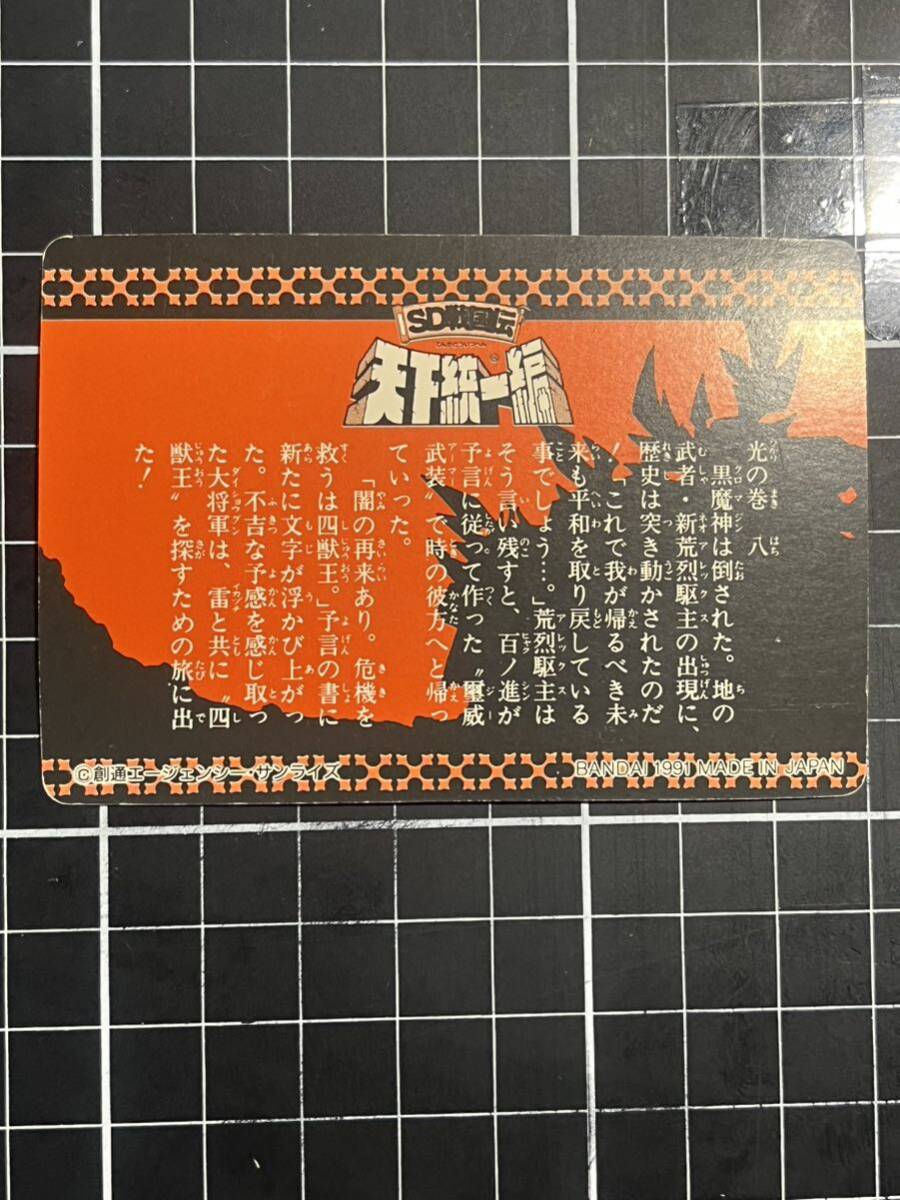 SD戦国伝
てんかとういつへん
天下統一編
光の巻 八
「黒魔神は倒された。地の
武者・新荒烈駆主の出現に、
歴史は突き動かされたのだ
！「これで我が帰るべき未
来も平和を取り戻している
事でしょう…。」荒烈駆主は
そう言い残すと、百ノ進が
予言に従って作った〝璽威
武装〟で時の彼方へと帰っ
ていった。
「闇の再来あり。危機を
救うは四獣王。」予言の書に
新たに文字が浮かび上がっ
た。不吉な予感を感じ取っ
た大将軍は、雷と共に〝四
獣王〟を探すための旅に出
た！
©創通エージェンシー・サンライズ
BANDAI 1991 MADE IN JAPAN